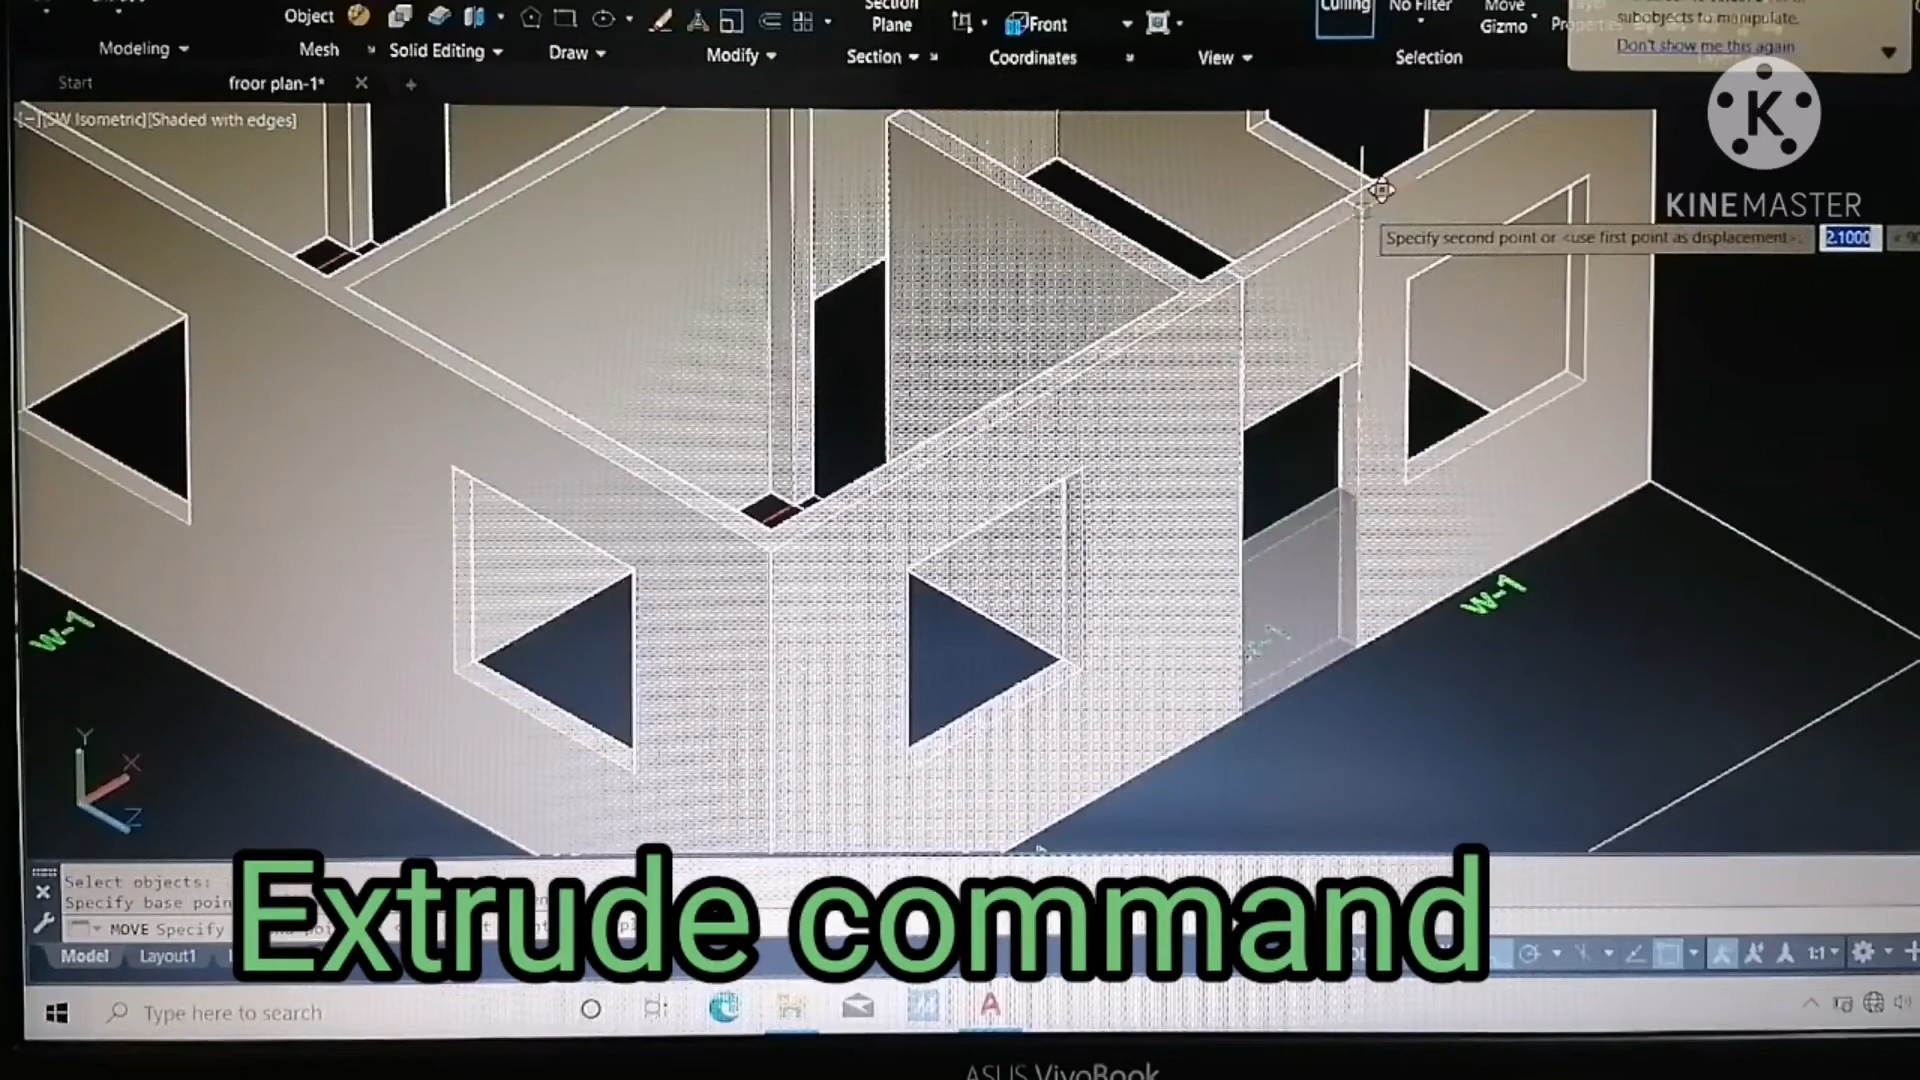 Object
Section
Plane
Front
Culling
No Filter
Move
Gizmo
subobjects to manipulate.
Don't show me this again
Modeling
Mesh
Solid Editing
Draw
Modify
Section
Coordinates
View
Selection
Start
froor plan-1*
[-][SW Isometric][Shaded with edges]
K
KINEMASTER
Specify second point or <use first point as displacement>:
2.1000
W-1
W-1
Y
X
Z
Select objects:
Specify base
MOVE Specify
Extrude command
Model
Layout1
1:1
Type here to search
ASUS VivoBook